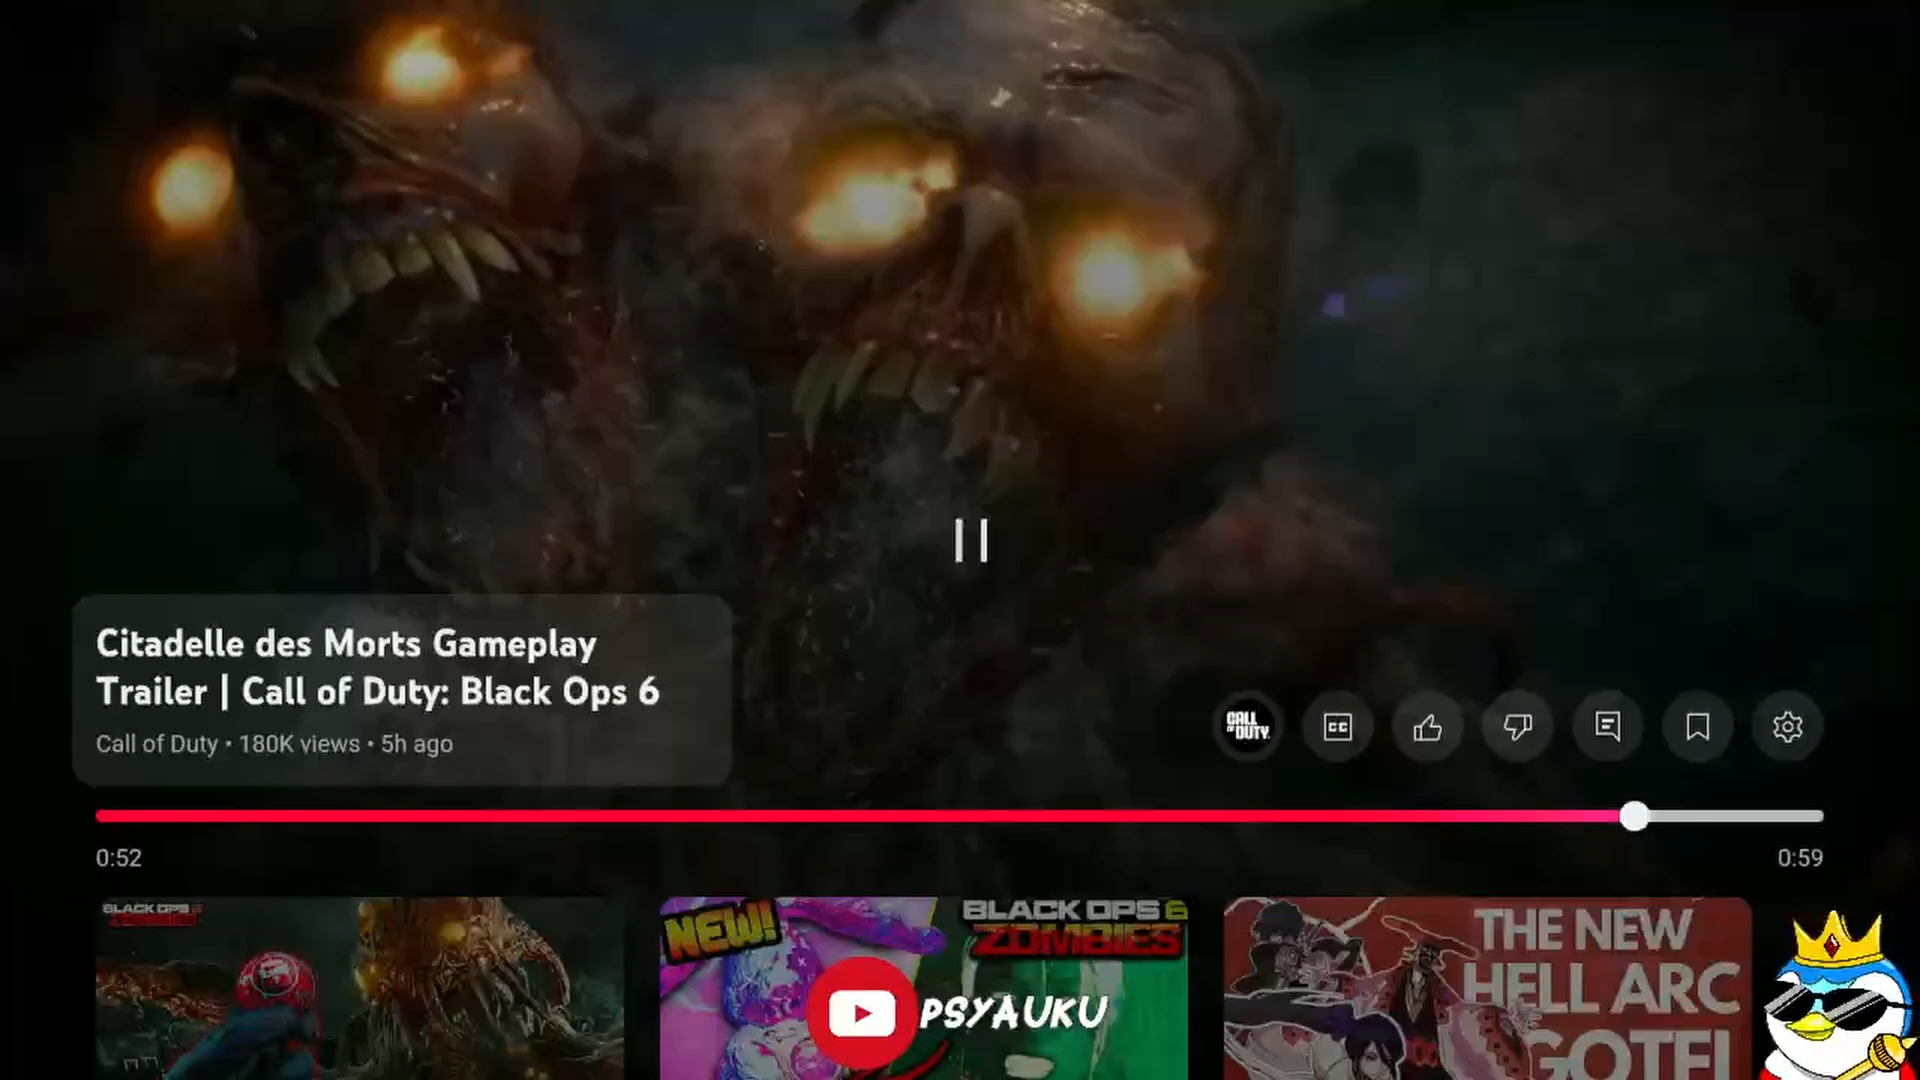 Citadelle des Morts Gameplay
Trailer | Call of Duty: Black Ops 6
Call of Duty • 180K views • 5h ago
CALL
OF DUTY
CC
0:52
0:59
BLACK OPS 6
ZOMBIES
NEW!
BLACK OPS 6
ZOMBIES
PSYAUKU
THE NEW
HELL ARC
GOTEI